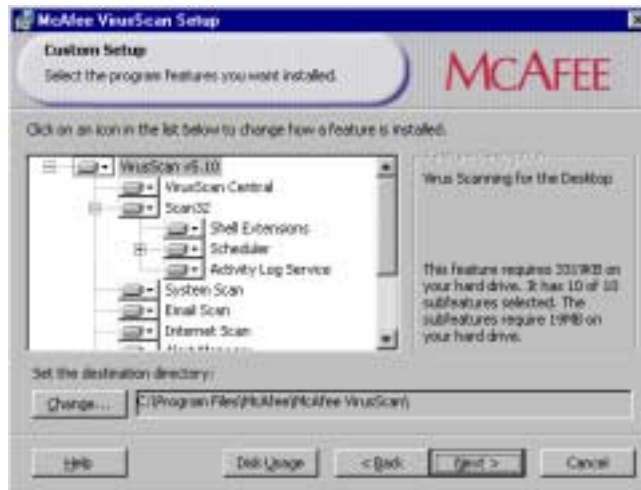 McAfee VirusScan Setup
Custom Setup
Select the program features you want installed.
MCAFEE
Click on an icon in the list below to change how a feature is installed.
VirusScan v5.10
VirusScan Central
Scan32
Shell Extensions
Scheduler
Activity Log Service
System Scan
Email Scan
Internet Scan
Virus Scanning for the Desktop
This feature requires 3319KB on
your hard drive. It has 10 of 10
subfeatures selected. The
subfeatures require 19MB on
your hard drive.
Set the destination directory:
Change...
C:\Program Files\McAfee\McAfee VirusScan\
Help
Disk Usage
< Back
Next >
Cancel